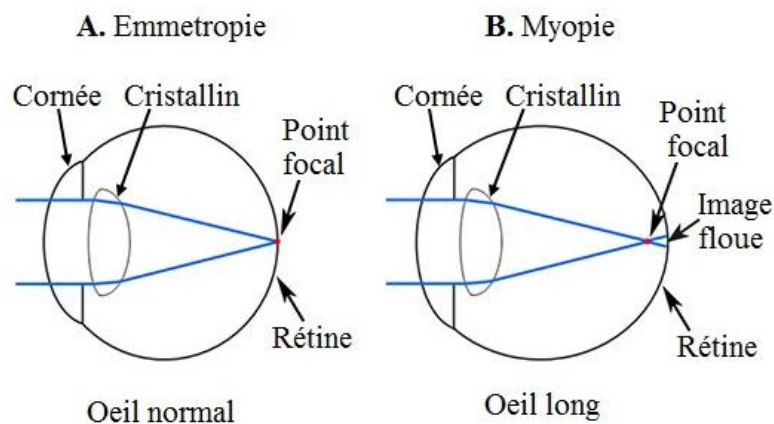 A. Emmetropie
Cornée
Cristallin
Point
focal
Rétine
Oeil normal
B. Myopie
Cornée
Cristallin
Point
focal
Image
floue
Rétine
Oeil long